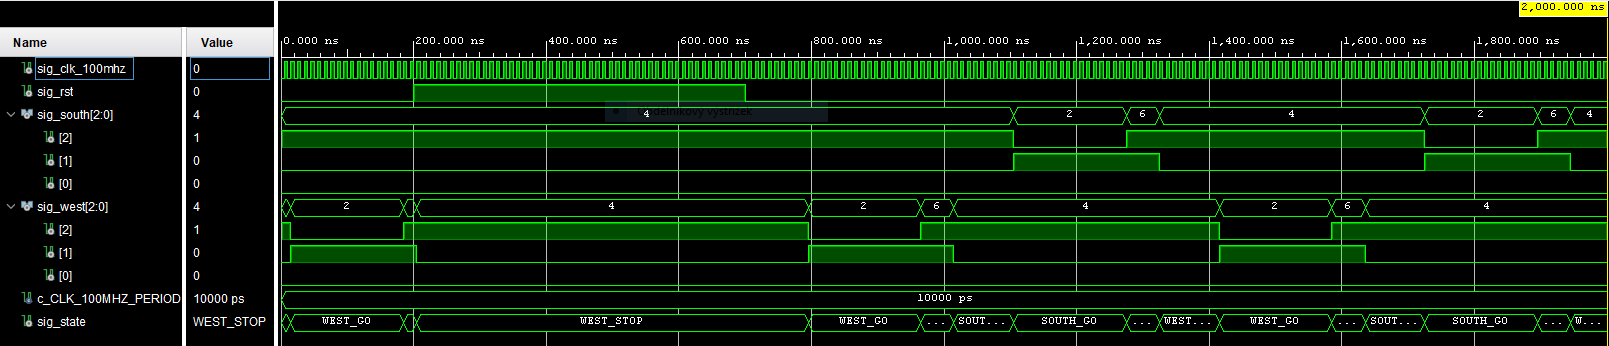 2,000.000 ns
Name Value 0.000 ns 200.000 ns 400.000 ns 600.000 ns 800.000 ns 1,000.000 ns 1,200.000 ns 1,400.000 ns 1,600.000 ns 1,800.000 ns
sig_clk_100mhz 0
sig_rst 0
sig_south[2:0] 4 4 2 6 4 2 6 4
[2] 1
[1] 0
[0] 0
sig_west[2:0] 4 2 4 2 6 4 2 6 4
[2] 1
[1] 0
[0] 0
c_CLK_100MHZ_PERIOD 10000 ps 10000 ps
sig_state WEST_STOP WEST_GO WEST_STOP WEST_GO ... SOUT... SOUTH_GO ... WEST... WEST_GO ... SOUT... SOUTH_GO ... W...